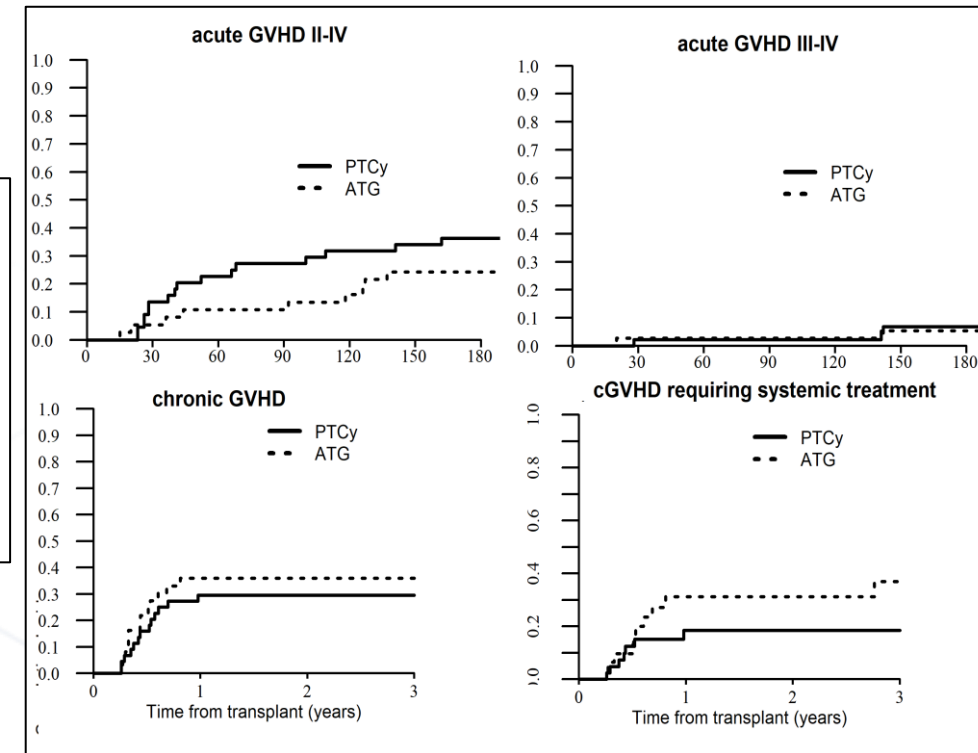 acute GVHD II-IV
1.0
0.9
0.8
0.7
0.6
0.5
0.4
0.3
0.2
0.1
0.0
PTCy
ATG
0 30 60 90 120 150 180
acute GVHD III-IV
1.0
0.9
0.8
0.7
0.6
0.5
0.4
0.3
0.2
0.1
0.0
PTCy
ATG
0 30 60 90 120 150 180
chronic GVHD
1.0
0.9
0.8
0.7
0.6
0.5
0.4
0.3
0.2
0.1
0.0
PTCy
ATG
0 1 2 3
Time from transplant (years)
cGVHD requiring systemic treatment
1.0
0.8
0.6
0.4
0.2
0.0
PTCy
ATG
0 1 2 3
Time from transplant (years)